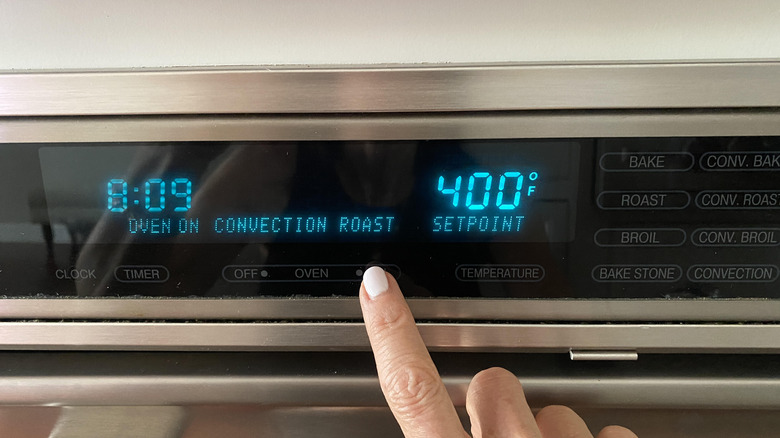 8:09 400°F
OVEN ON CONVECTION ROAST SETPOINT
BAKE CONV. BAK
ROAST CONV. ROAST
BROIL CONV. BROIL
CLOCK TIMER OFF OVEN TEMPERATURE BAKE STONE CONVECTION